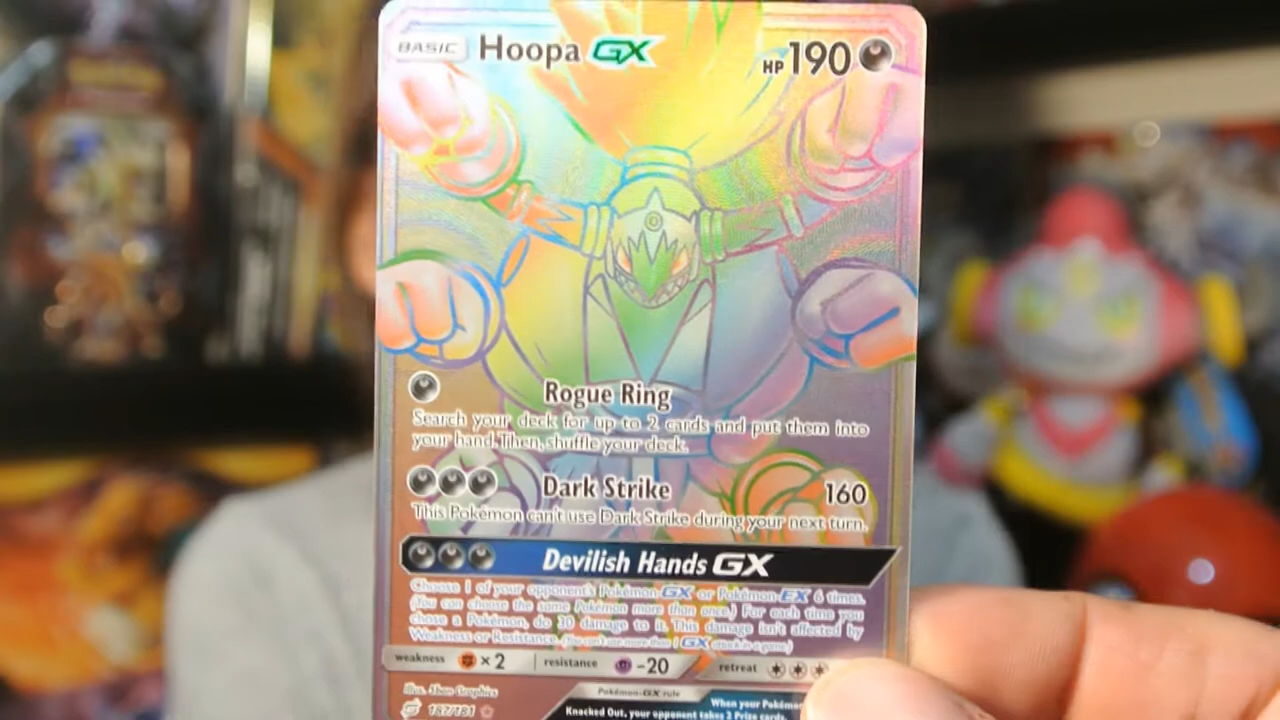 BASIC Hoopa GX HP 190
Rogue Ring
Search your deck for up to 2 cards and put them into
your hand. Then, shuffle your deck.
Dark Strike 160
This Pokémon can't use Dark Strike during your next turn.
Devilish Hands GX
Choose 1 of your opponent's Pokémon-GX or Pokémon-EX 6 times.
(You can choose the same Pokémon more than once.) For each time you
chose a Pokémon, do 30 damage to it. This damage isn't affected by
Weakness or Resistance. (You can't use more than 1 GX attack in a game.)
weakness ×2 resistance -20 retreat
Illus. 5ban Graphics Pokémon-GX rule
When your Pokémon
Knocked Out, your opponent takes 2 Prize cards.